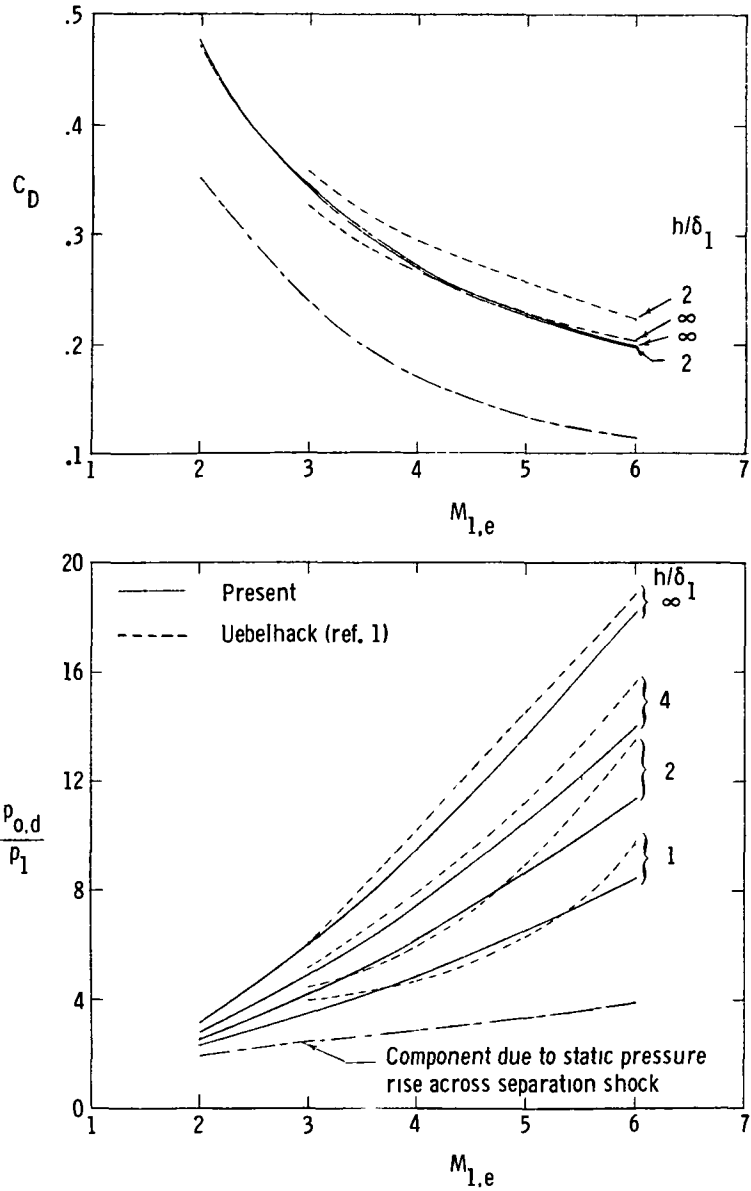 .5
.4
C_D
.3
.2
.1
h/δ_1
2
∞
∞
2
1 2 3 4 5 6 7
M_1,e
20
16
12
p_o,d
p_1
8
4
0
Present
Uebelhack (ref. 1)
h/δ_1
∞
4
2
1
Component due to static pressure
rise across separation shock
1 2 3 4 5 6 7
M_1,e